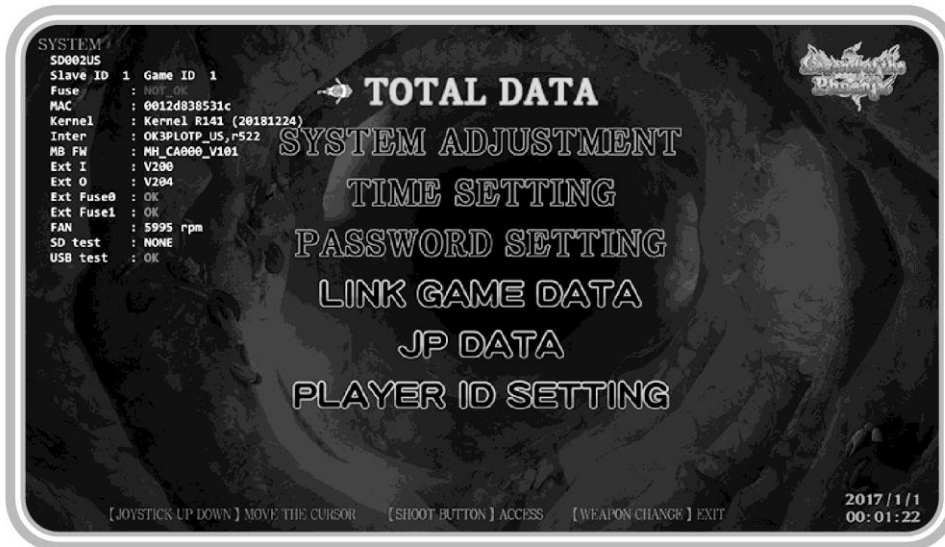 SYSTEM
SD002US
Slave ID 1 Game ID 1
Fuse : NOT_OK
MAC : 0012d838531c
Kernel : Kernel R141 (20181224)
Inter : OK3PLOTP_US,r522
MB FW : MH_CA000_V101
Ext I : V200
Ext O : V204
Ext Fuse0 : OK
Ext Fuse1 : OK
FAN : 5995 rpm
SD test : NONE
USB test : OK
TOTAL DATA
SYSTEM ADJUSTMENT
TIME SETTING
PASSWORD SETTING
LINK GAME DATA
JP DATA
PLAYER ID SETTING
【JOYSTICK UP DOWN】MOVE THE CURSOR 【SHOOT BUTTON】ACCESS 【WEAPON CHANGE】EXIT
2017/1/1
00:01:22